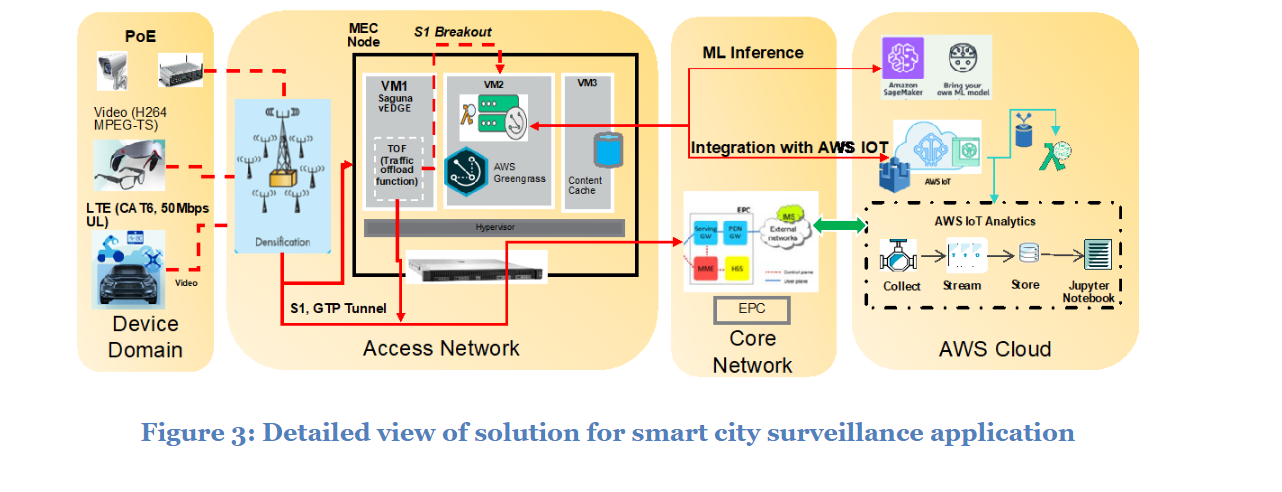 PoE
Video (H264
MPEG-TS)
LTE (CAT6, 50Mbps
UL)
Video
Device
Domain
Densification
MEC
Node
S1 Breakout
VM1
Saguna
vEDGE
TOF
(Traffic
offload
function)
VM2
AWS
Greengrass
VM3
Content
Cache
Hypervisor
S1, GTP Tunnel
Access Network
ML Inference
Integration with AWS IOT
EPC
Serving
GW
PDN
GW
IMS
External
networks
MME
HSS
Control plane
User plane
EPC
Core
Network
Amazon
SageMaker
Bring your
own ML model
AWS IoT
AWS IoT Analytics
Collect
Stream
Store
Jupyter
Notebook
AWS Cloud
Figure 3: Detailed view of solution for smart city surveillance application